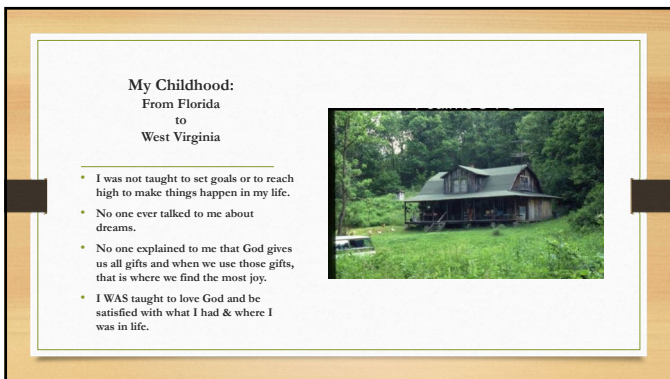 My Childhood:
From Florida
to
West Virginia
• I was not taught to set goals or to reach
high to make things happen in my life.
• No one ever talked to me about
dreams.
• No one explained to me that God gives
us all gifts and when we use those gifts,
that is where we find the most joy.
• I WAS taught to love God and be
satisfied with what I had & where I
was in life.